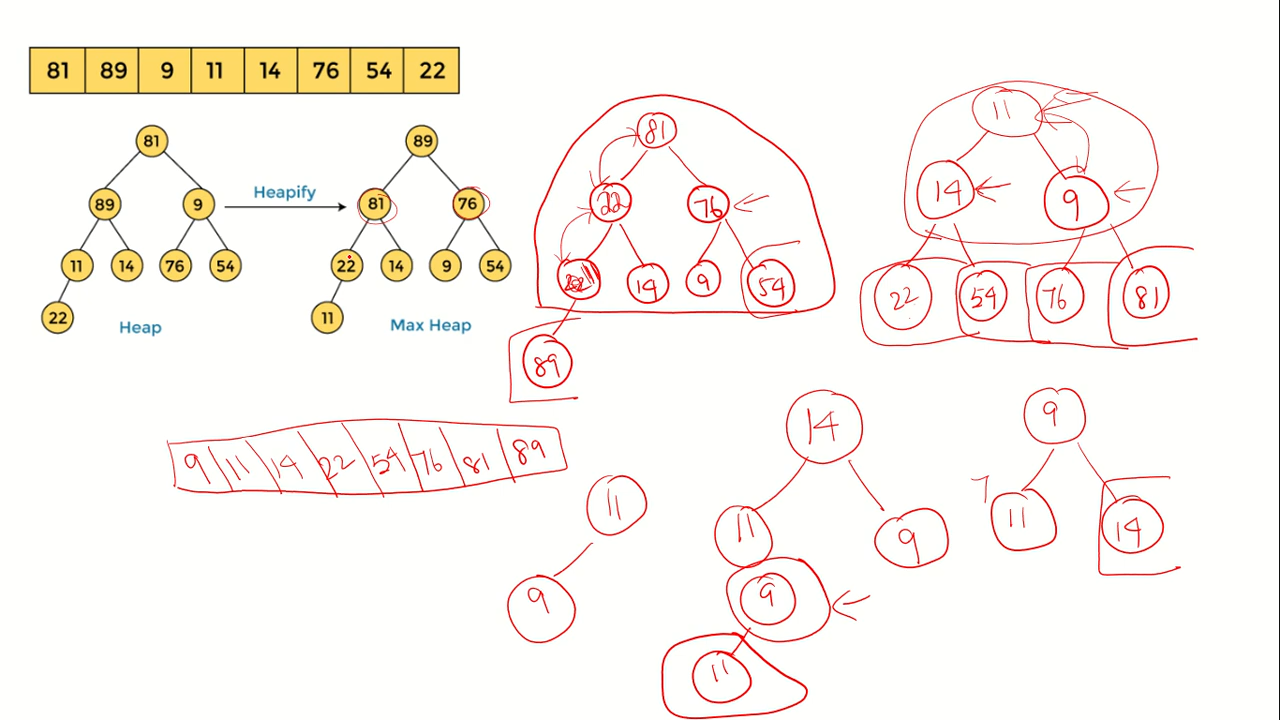 81 89 9 11 14 76 54 22
81
89 9
11 14 76 54
22
Heap
Heapify
89
81 76
22 14 9 54
11
Max Heap
81
22 76
14 9 54
89
11
14 9
22 54 76 81
9 11 14 22 54 76 81 89
11
9
14
11 9
9
11
9
11 14